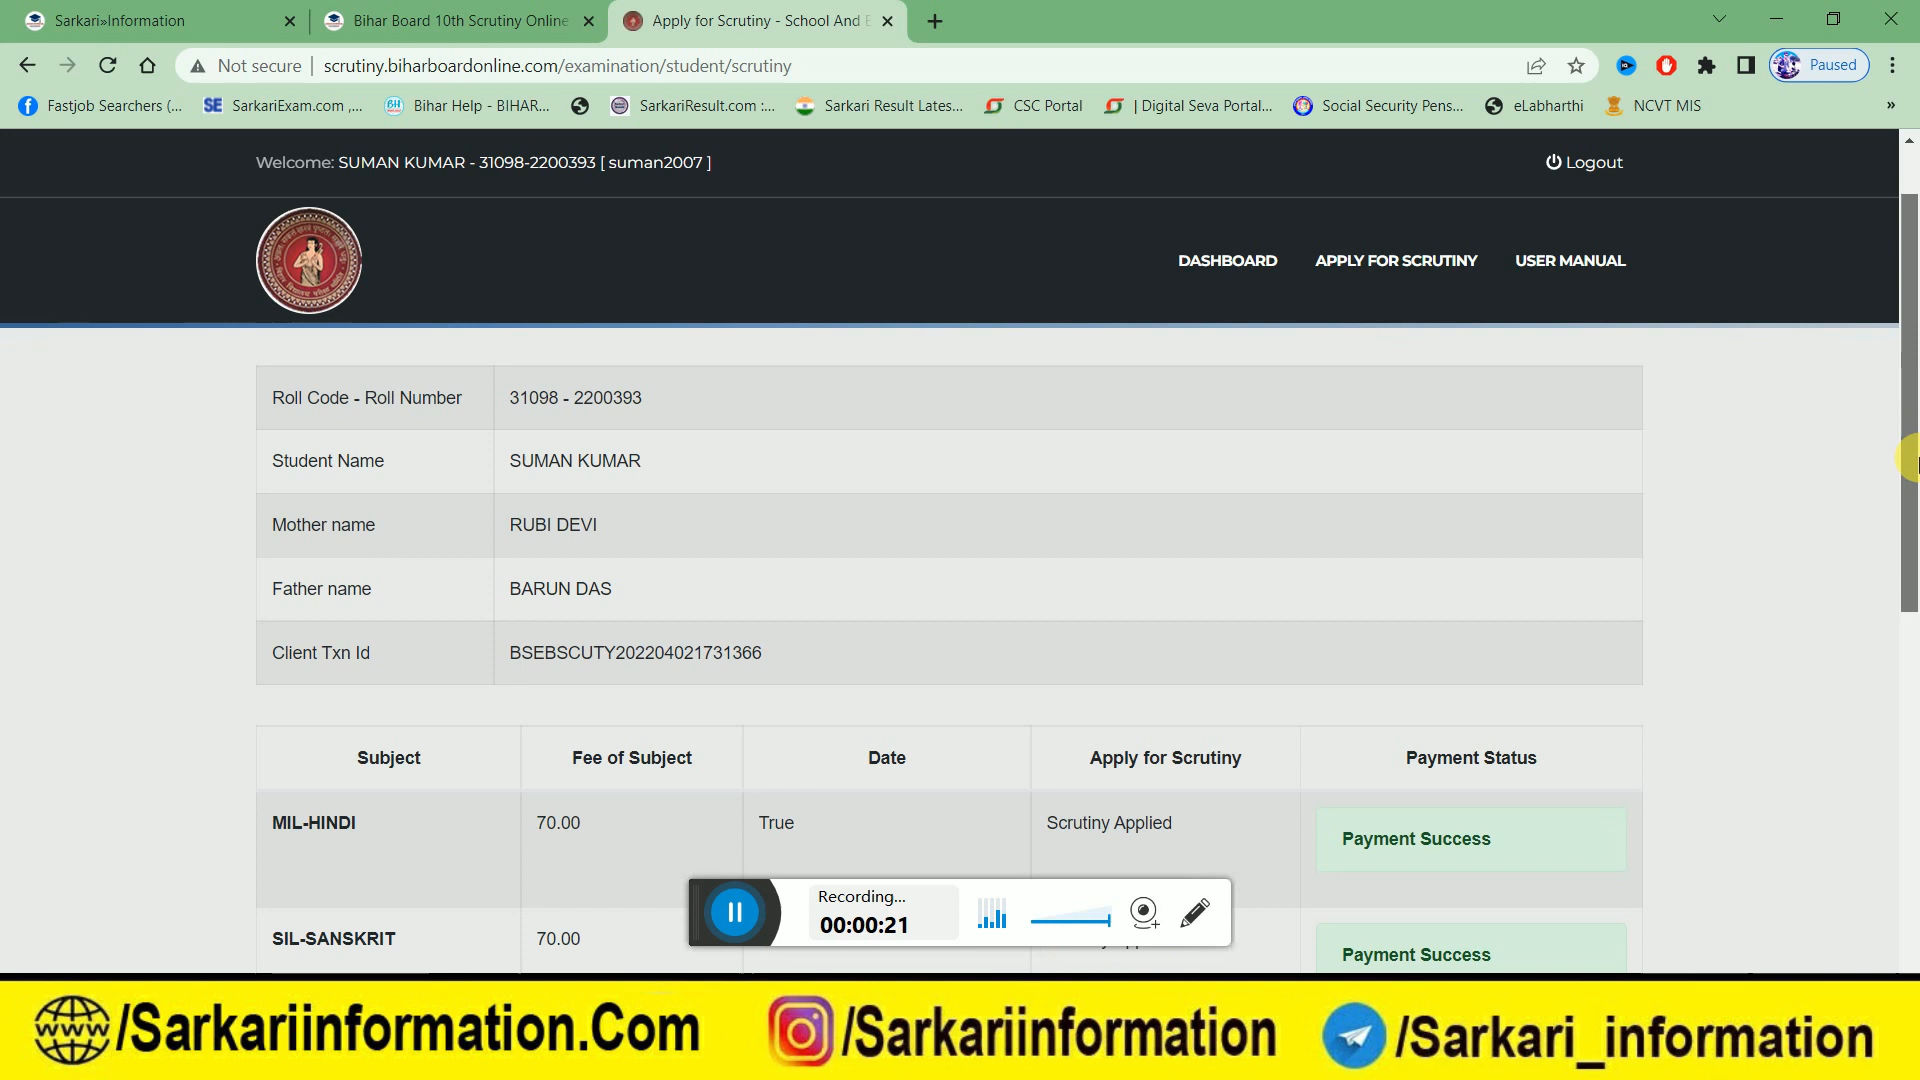 Sarkari»Information
Bihar Board 10th Scrutiny Online
Apply for Scrutiny - School And E
Not secure
scrutiny.biharboardonline.com/examination/student/scrutiny
Paused
Fastjob Searchers (...
SE SarkariExam.com ,...
BH Bihar Help - BIHAR...
SarkariResult.com :...
Sarkari Result Lates...
CSC Portal
| Digital Seva Portal...
Social Security Pens...
eLabharthi
NCVT MIS
»
Welcome: SUMAN KUMAR - 31098-2200393 [ suman2007 ]
Logout
DASHBOARD
APPLY FOR SCRUTINY
USER MANUAL
Roll Code - Roll Number 31098 - 2200393
Student Name SUMAN KUMAR
Mother name RUBI DEVI
Father name BARUN DAS
Client Txn Id BSEBSCUTY202204021731366
Subject Fee of Subject Date Apply for Scrutiny Payment Status
MIL-HINDI 70.00 True Scrutiny Applied Payment Success
SIL-SANSKRIT 70.00 Payment Success
Recording...
00:00:21
www /Sarkariinformation.Com
/Sarkariinformation
/Sarkari_information